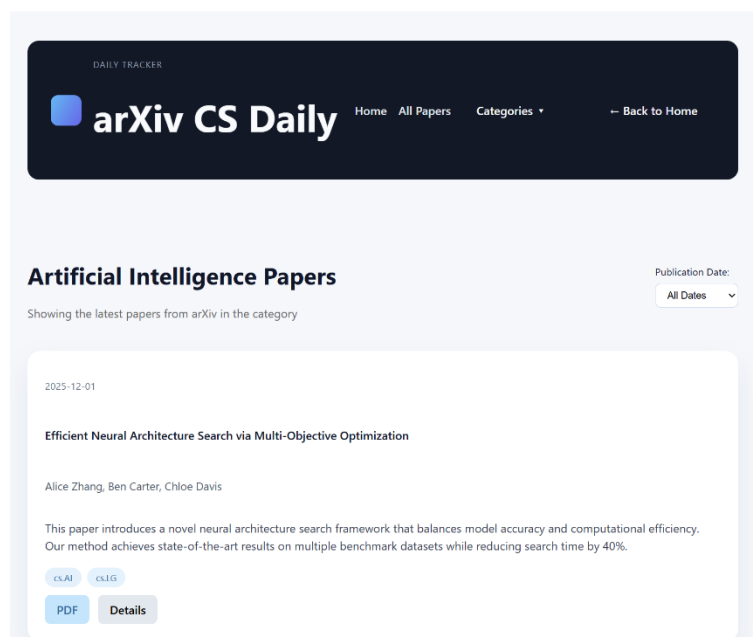 DAILY TRACKER
arXiv CS Daily
Home All Papers Categories ▾ ← Back to Home
Artificial Intelligence Papers
Publication Date:
All Dates
Showing the latest papers from arXiv in the category
2025-12-01
Efficient Neural Architecture Search via Multi-Objective Optimization
Alice Zhang, Ben Carter, Chloe Davis
This paper introduces a novel neural architecture search framework that balances model accuracy and computational efficiency.
Our method achieves state-of-the-art results on multiple benchmark datasets while reducing search time by 40%.
cs.AI cs.LG
PDF Details